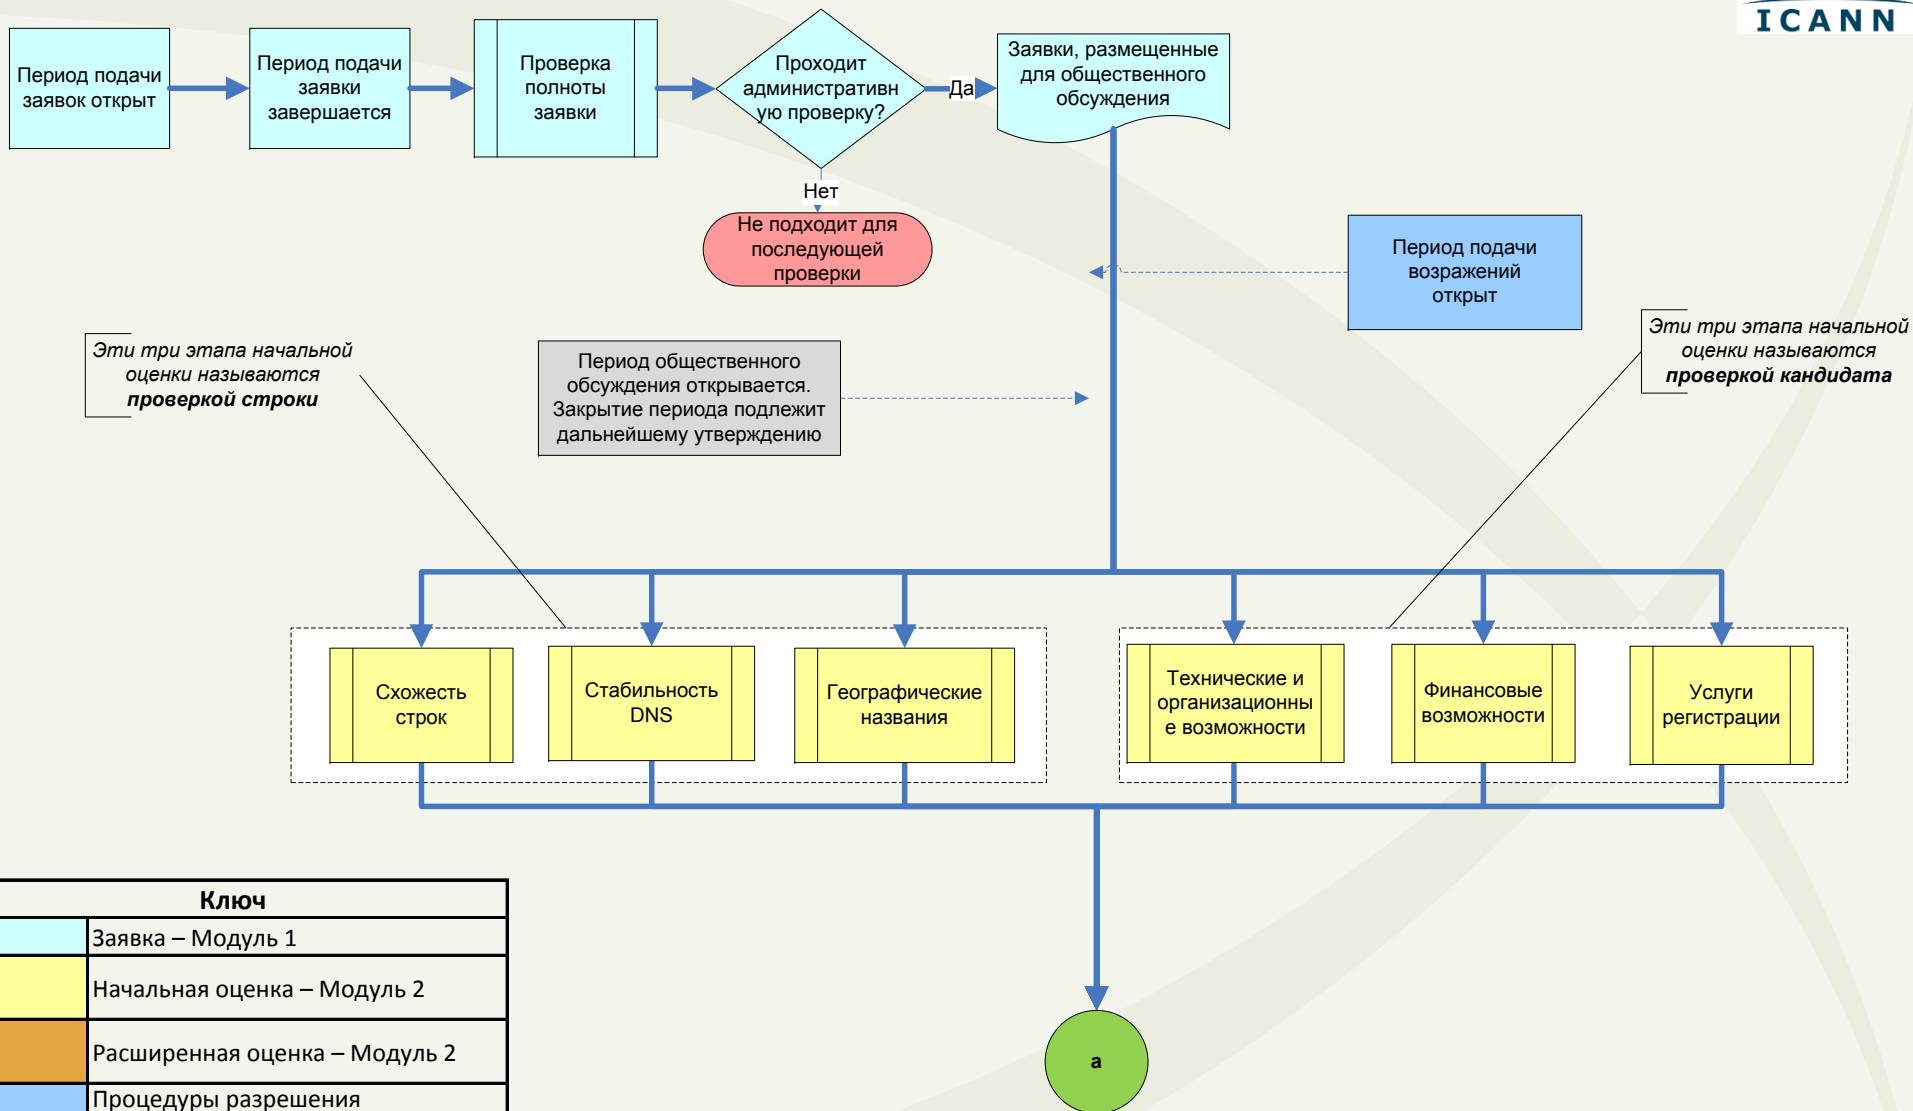 ICANN
Период подачи
заявок открыт
Период подачи
заявки
завершается
Проверка
полноты
заявки
Проходит
административн
ую проверку?
Да
Заявки, размещенные
для общественного
обсуждения
Нет
Не подходит для
последующей
проверки
Период подачи
возражений
открыт
Эти три этапа начальной
оценки называются
проверкой строки
Период общественного
обсуждения открывается.
Закрытие периода подлежит
дальнейшему утверждению
Эти три этапа начальной
оценки называются
проверкой кандидата
Схожесть
строк
Стабильность
DNS
Географические
названия
Технические и
организационны
е возможности
Финансовые
возможности
Услуги
регистрации
Ключ
Заявка – Модуль 1
Начальная оценка – Модуль 2
Расширенная оценка – Модуль 2
Процедуры разрешения
a